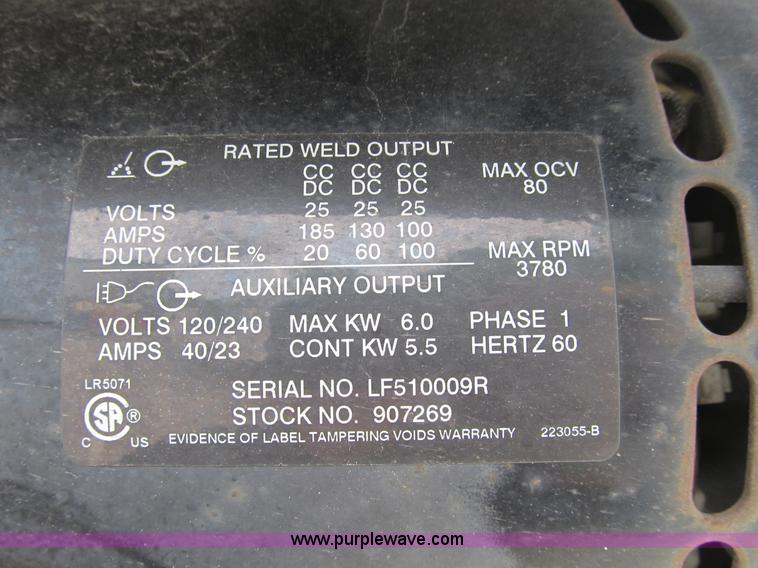 RATED WELD OUTPUT
CC CC CC
DC DC DC
MAX OCV
80
VOLTS 25 25 25
AMPS 185 130 100
DUTY CYCLE % 20 60 100
MAX RPM
3780
AUXILIARY OUTPUT
VOLTS 120/240 MAX KW 6.0 PHASE 1
AMPS 40/23 CONT KW 5.5 HERTZ 60
LR5071
SERIAL NO. LF510009R
STOCK NO. 907269
SA ®
C US
EVIDENCE OF LABEL TAMPERING VOIDS WARRANTY 223055-B
www.purplewave.com